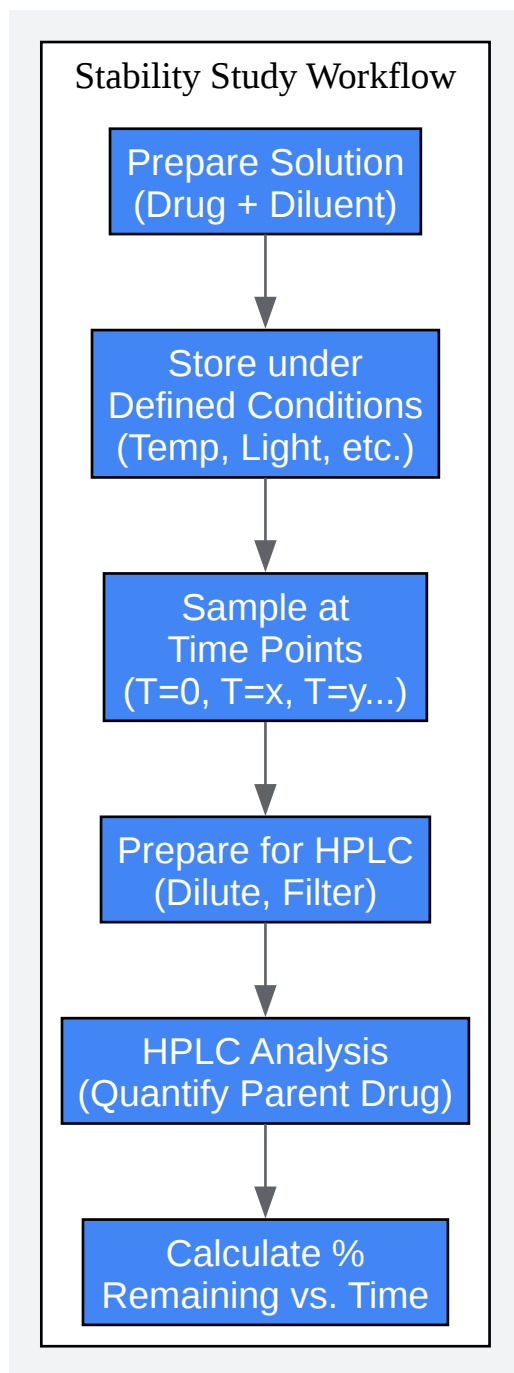 Stability Study Workflow
Prepare Solution
(Drug + Diluent)
Store under
Defined Conditions
(Temp, Light, etc.)
Sample at
Time Points
(T=0, T=x, T=y...)
Prepare for HPLC
(Dilute, Filter)
HPLC Analysis
(Quantify Parent Drug)
Calculate %
Remaining vs. Time